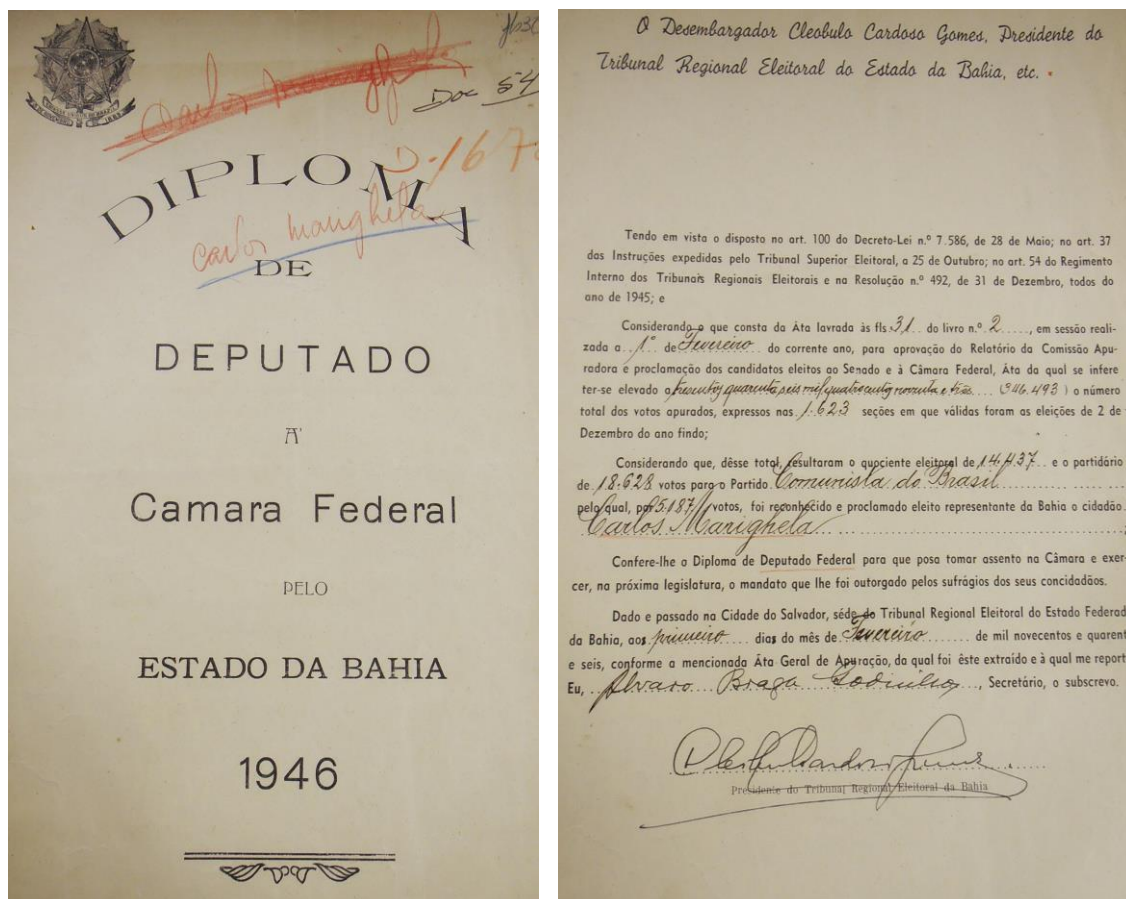 fls 30
Carlos Marighela
Doc 54
D-167
DIPLOMA
Carlos Marighela
DE
DEPUTADO
A'
Camara Federal
PELO
ESTADO DA BAHIA
1946
O Desembargador Cleobulo Cardoso Gomes, Presidente do
Tribunal Regional Eleitoral do Estado da Bahia, etc.
Tendo em vista o disposto no art. 100 do Decreto-Lei n.º 7.586, de 28 de Maio; no art. 37
das Instruções expedidas pelo Tribunal Superior Eleitoral, a 25 de Outubro; no art. 54 do Regimento
Interno dos Tribunais Regionais Eleitorais e na Resolução n.º 492, de 31 de Dezembro, todos do
ano de 1945; e
Considerando o que consta da Áta lavrada às fls. 31 do livro n.º 2, em sessão reali-
zada a 1º de Fevereiro do corrente ano, para aprovação do Relatório da Comissão Apu-
radora e proclamação dos candidatos eleitos ao Senado e à Câmara Federal, Áta da qual se infere
ter-se elevado a trezentos quarenta seis mil, quatrocentos noventa e três (346.493) o número
total dos votos apurados, expressos nas 1.623 seções em que válidas foram as eleições de 2 de
Dezembro do ano findo;
Considerando que, dêsse total, resultaram o quociente eleitoral de 14.437 e o partidário
de 18.628 votos para o Partido Comunista do Brasil
pelo qual, por 5.187 votos, foi reconhecido e proclamado eleito representante da Bahia o cidadão
Carlos Marighela
Confere-lhe o Diploma de Deputado Federal para que posa tomar assento na Câmara e exer-
cer, na próxima legislatura, o mandato que lhe foi outorgado pelos sufrágios dos seus concidadãos.
Dado e passado na Cidade do Salvador, séde do Tribunal Regional Eleitoral do Estado Federad
da Bahia, aos primeiro dias do mês de Fevereiro de mil novecentos e quarent
e seis, conforme a mencionada Áta Geral de Apuração, da qual foi êste extraido e à qual me report
Eu, Alvaro Braga Godinho, Secretário, o subscrevo.
Presidente do Tribunal Regional Eleitoral da Bahia